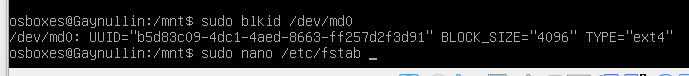 osboxes@Gaynullin:/mnt$ sudo blkid /dev/md0
/dev/md0: UUID="b5d83c09-4dc1-4aed-8663-ff257d2f3d91" BLOCK_SIZE="4096" TYPE="ext4"
osboxes@Gaynullin:/mnt$ sudo nano /etc/fstab _